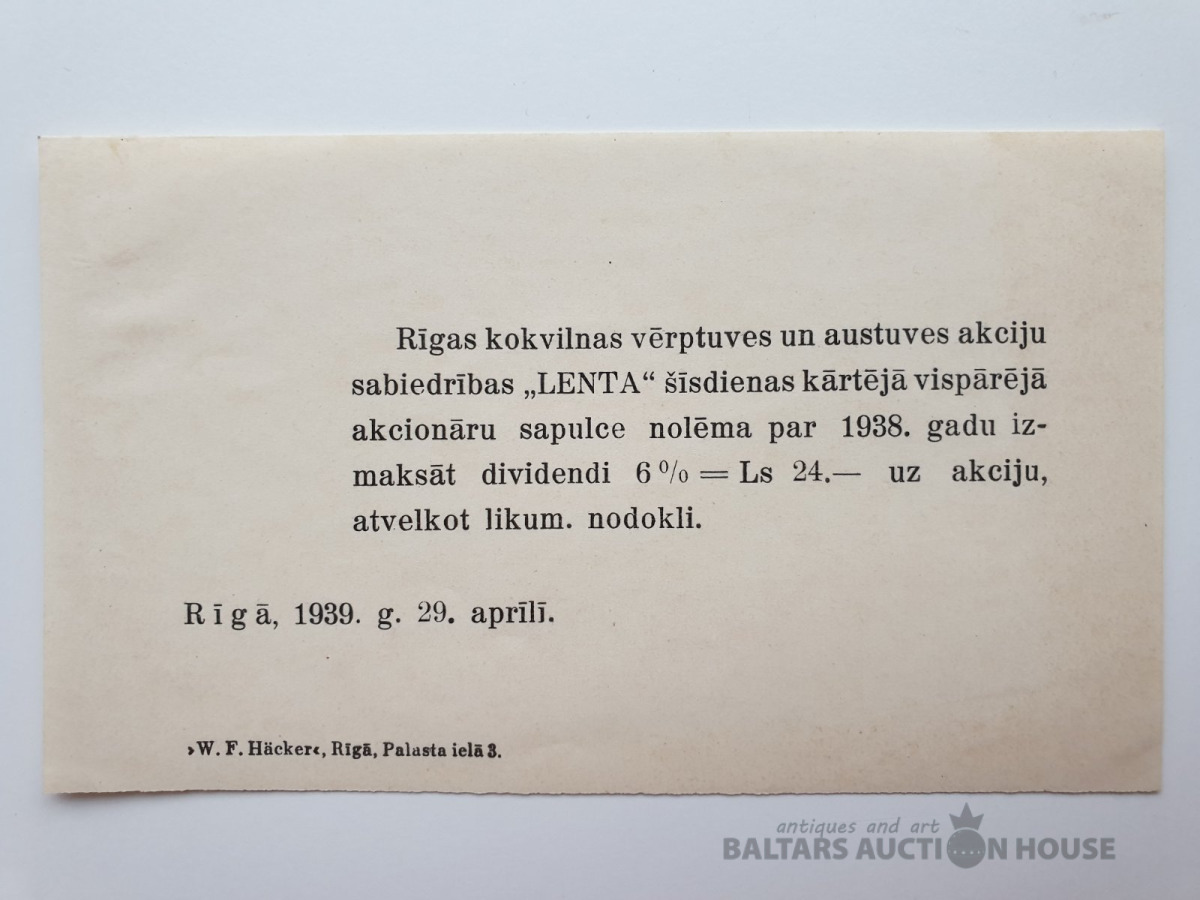 Rīgas kokvilnas vērptuves un austuves akciju
sabiedrības „LENTA“ šīsdienas kārtējā vispārējā
akcionāru sapulce nolēma par 1938. gadu iz-
maksāt dividendi 6 % = Ls 24.— uz akciju,
atvelkot likum. nodokli.
Rīgā, 1939. g. 29. aprīlī.
›W. F. Häcker‹, Rīgā, Palasta ielā 3.
antiques and art
BALTARS AUCTION HOUSE